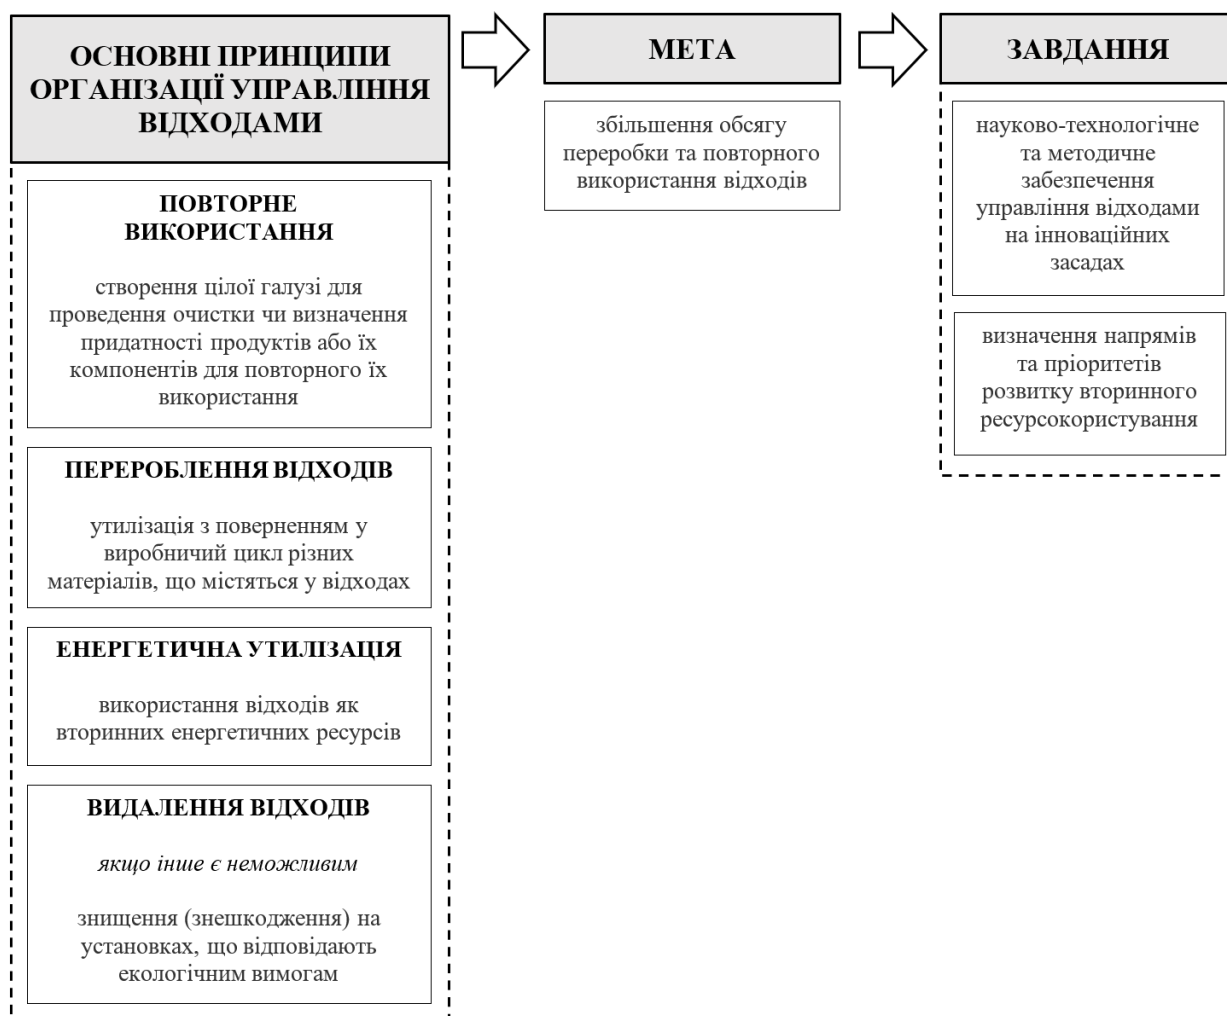 ОСНОВНІ ПРИНЦИПИ
ОРГАНІЗАЦІЇ УПРАВЛІННЯ
ВІДХОДАМИ
ПОВТОРНЕ
ВИКОРИСТАННЯ
створення цілої галузі для
проведення очистки чи визначення
придатності продуктів або їх
компонентів для повторного їх
використання
ПЕРЕРОБЛЕННЯ ВІДХОДІВ
утилізація з поверненням у
виробничий цикл різних
матеріалів, що містяться у відходах
ЕНЕРГЕТИЧНА УТИЛІЗАЦІЯ
використання відходів як
вторинних енергетичних ресурсів
ВИДАЛЕННЯ ВІДХОДІВ
якщо інше є неможливим
знищення (знешкодження) на
установках, що відповідають
екологічним вимогам
МЕТА
збільшення обсягу
переробки та повторного
використання відходів
ЗАВДАННЯ
науково-технологічне
та методичне
забезпечення
управління відходами
на інноваційних
засадах
визначення напрямів
та пріоритетів
розвитку вторинного
ресурсокористування